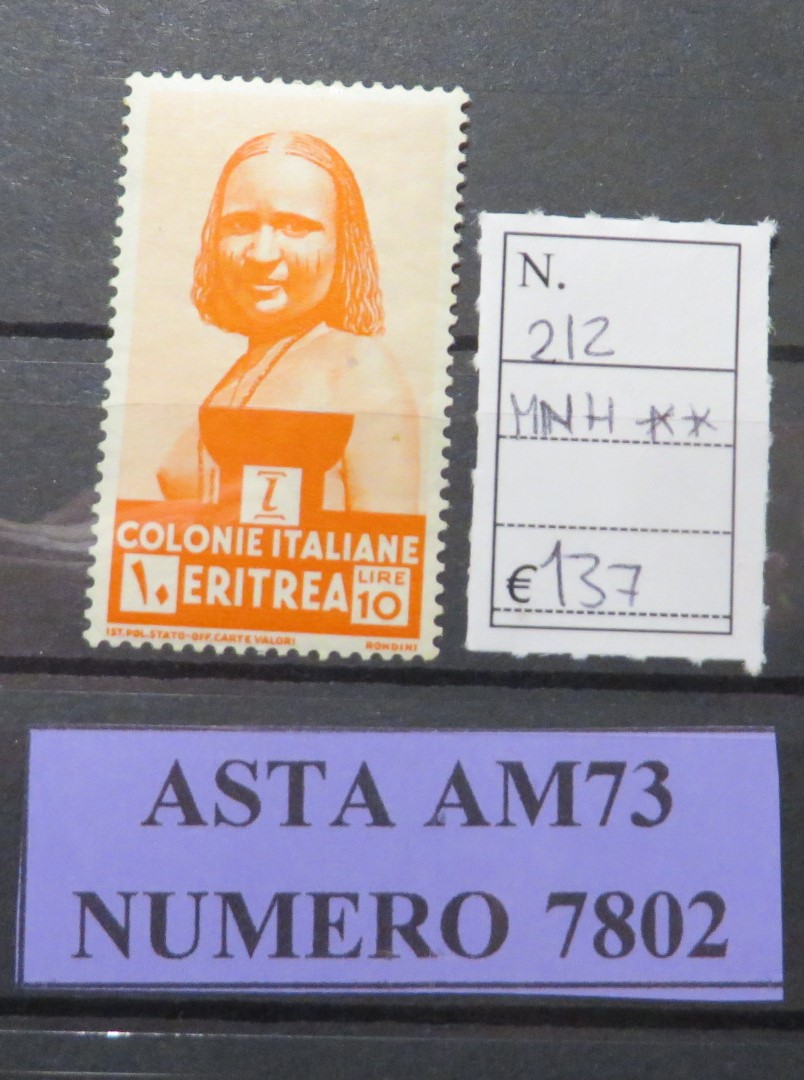 ፲
COLONIE ITALIANE
١٠ ERITREA LIRE 10
IST. POL. STATO-OFF. CARTE VALORI RONDINI
N.
212
MNH **
€137
ASTA AM73
NUMERO 7802